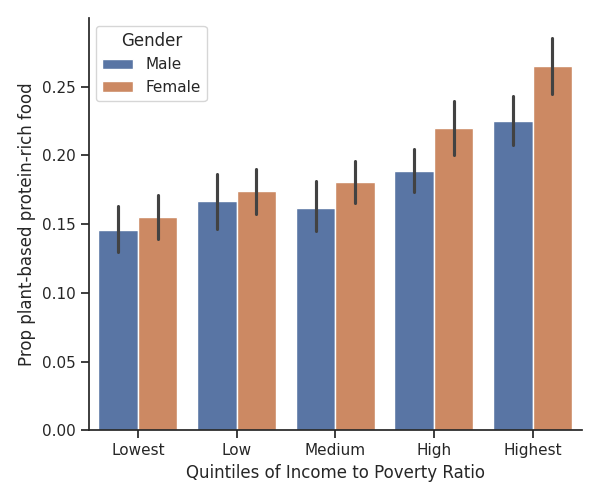 Gender
Male
Female
Prop plant-based protein-rich food
0.25
0.20
0.15
0.10
0.05
0.00
Lowest
Low
Medium
High
Highest
Quintiles of Income to Poverty Ratio